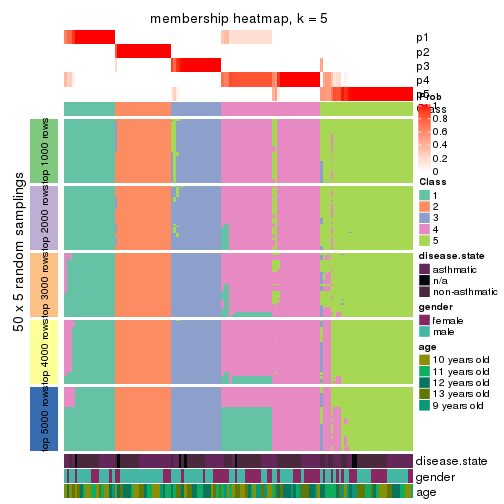 membership heatmap, k = 5
p1
p2
p3
p4
p5
Class
Prob
1
0.8
0.6
0.4
0.2
0
Class
1
2
3
4
5
disease.state
asthmatic
n/a
non-asthmatic
gender
female
male
age
10 years old
11 years old
12 years old
13 years old
9 years old
50 x 5 random samplings
top 1000 rows
top 2000 rows
top 3000 rows
top 4000 rows
top 5000 rows
disease.state
gender
age